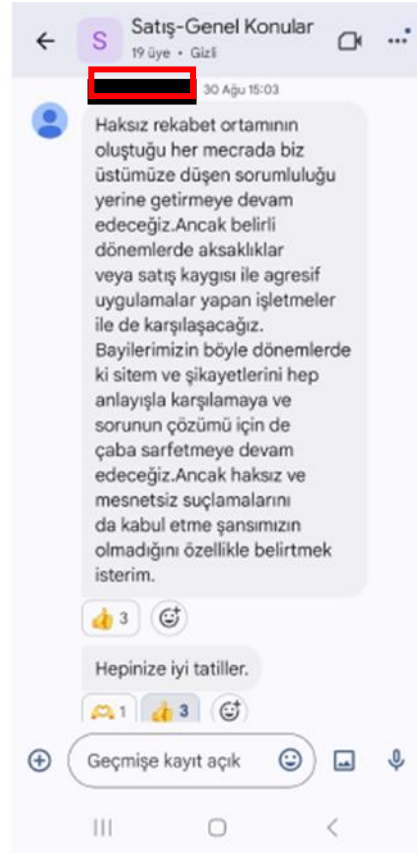 S
Satış-Genel Konular
19 üye • Gizli
30 Ağu 15:03
Haksız rekabet ortamının
oluştuğu her mecrada biz
üstümüze düşen sorumluluğu
yerine getirmeye devam
edeceğiz.Ancak belirli
dönemlerde aksaklıklar
veya satış kaygısı ile agresif
uygulamalar yapan işletmeler
ile de karşılaşacağız.
Bayilerimizin böyle dönemlerde
ki sitem ve şikayetlerini hep
anlayışla karşılamaya ve
sorunun çözümü için de
çaba sarfetmeye devam
edeceğiz.Ancak haksız ve
mesnetsiz suçlamalarını
da kabul etme şansımızın
olmadığını özellikle belirtmek
isterim.
3
Hepinize iyi tatiller.
1 3
Geçmişe kayıt açık